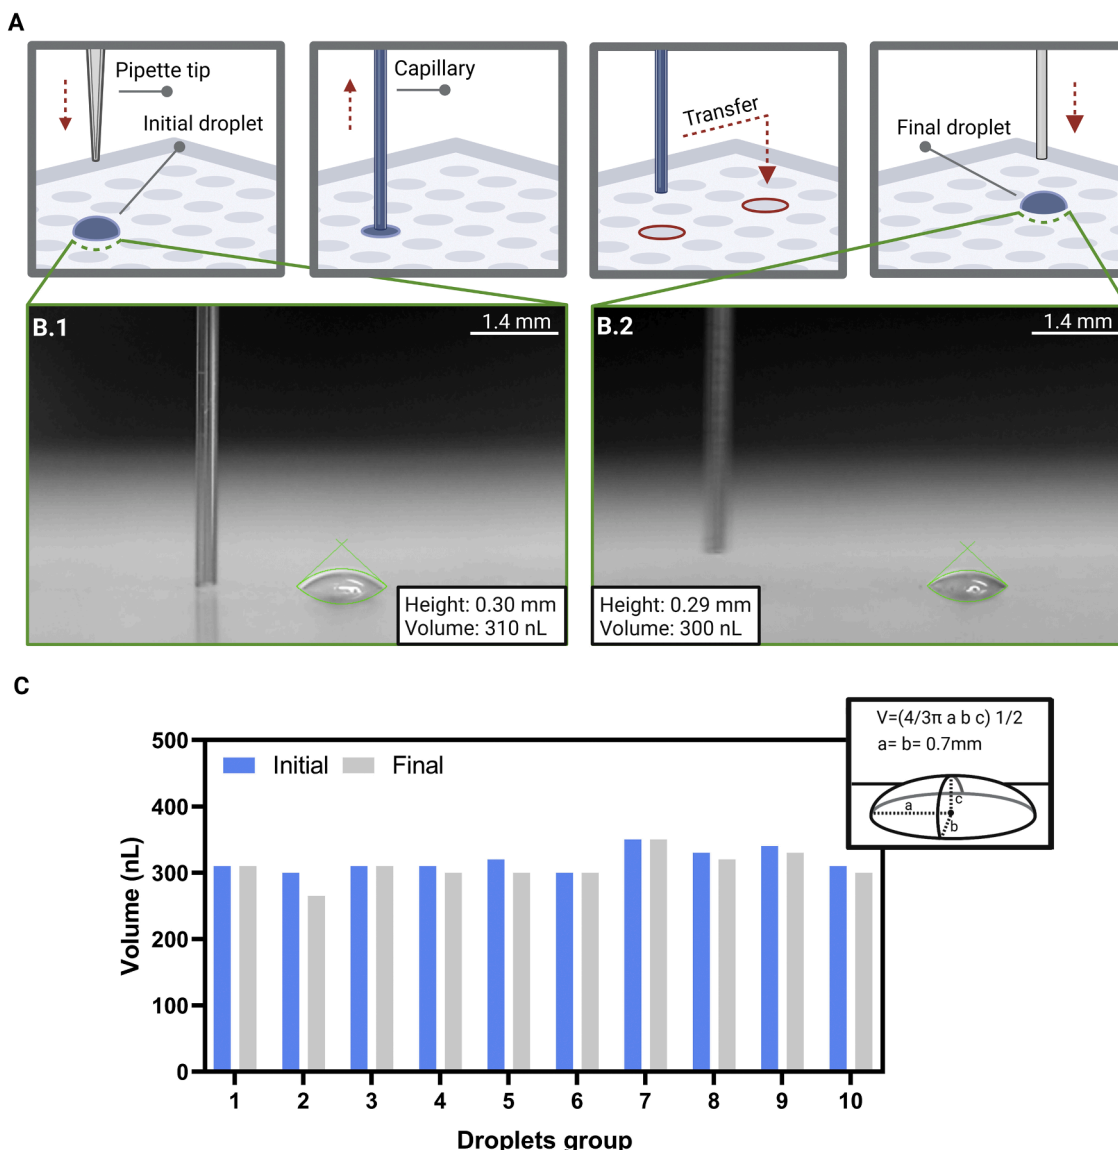 A
Pipette tip
Initial droplet
Capillary
Transfer
Final droplet
B.1
1.4 mm
Height: 0.30 mm
Volume: 310 nL
B.2
1.4 mm
Height: 0.29 mm
Volume: 300 nL
C
V=(4/3π a b c) 1/2
a= b= 0.7mm
a
c
b
Initial
Final
Volume (nL)
500
400
300
200
100
0
1 2 3 4 5 6 7 8 9 10
Droplets group